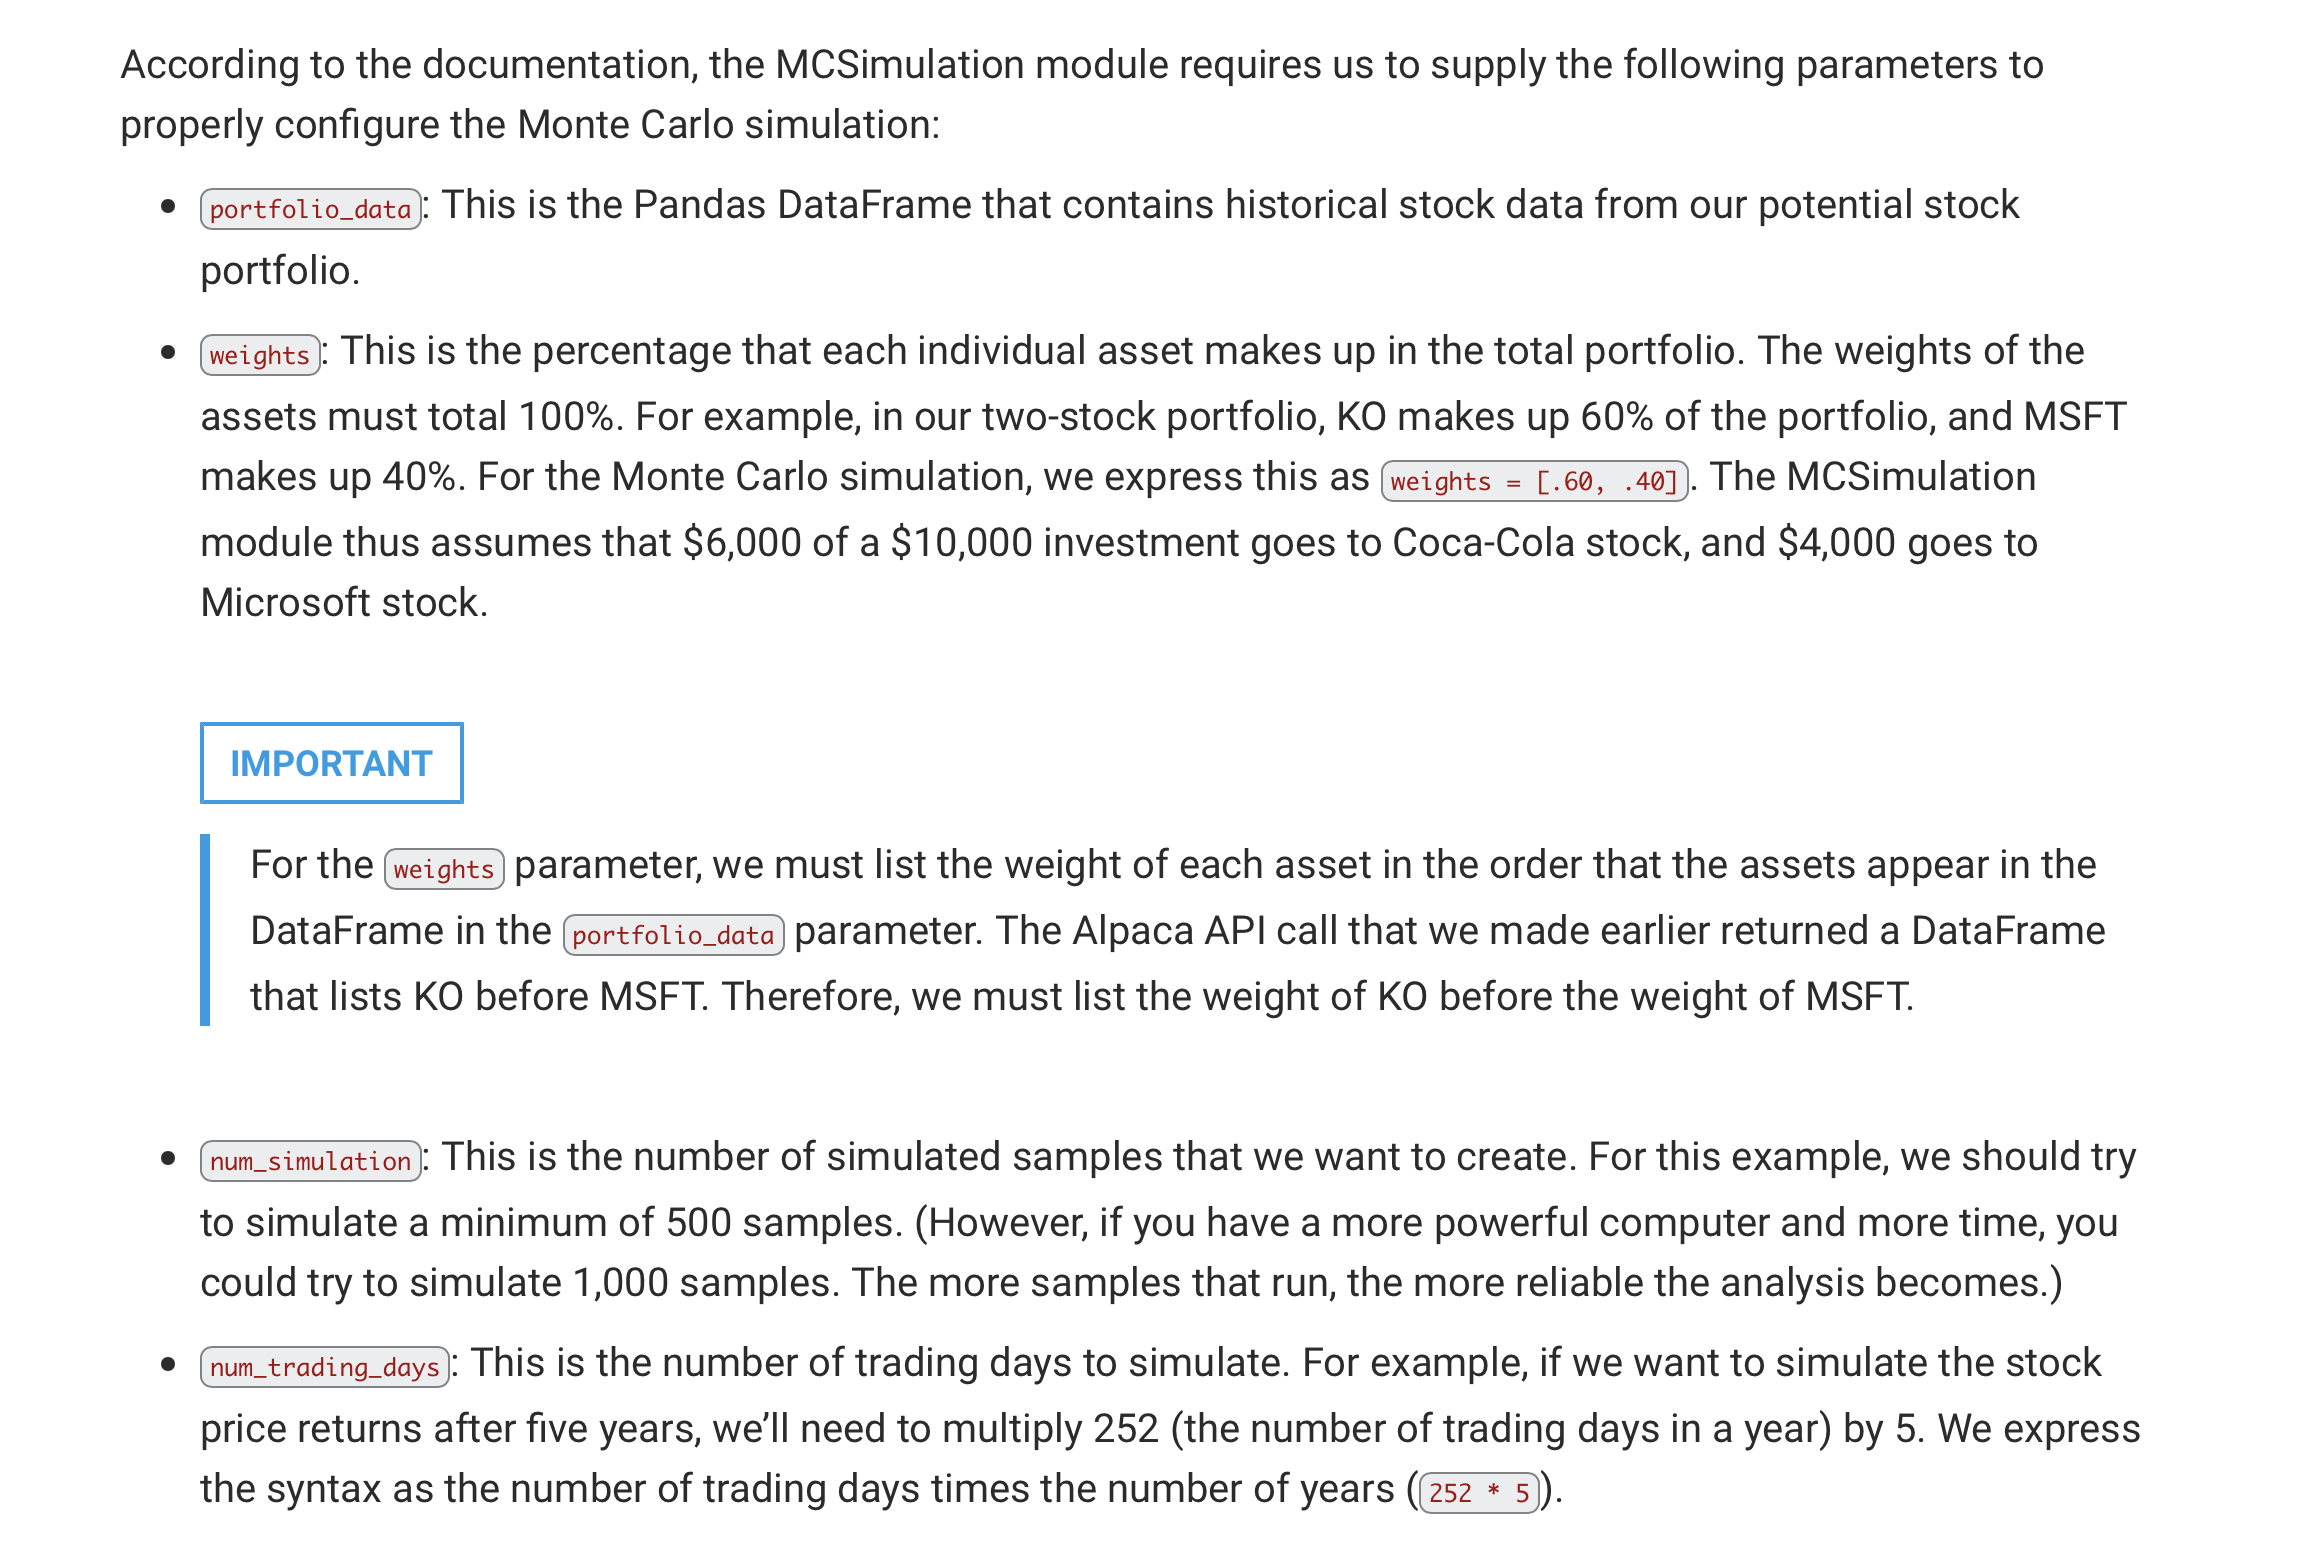 According to the documentation, the MCSimulation module requires us to supply the following parameters to
properly configure the Monte Carlo simulation:
• portfolio_data: This is the Pandas DataFrame that contains historical stock data from our potential stock
portfolio.
• weights: This is the percentage that each individual asset makes up in the total portfolio. The weights of the
assets must total 100%. For example, in our two-stock portfolio, KO makes up 60% of the portfolio, and MSFT
makes up 40%. For the Monte Carlo simulation, we express this as weights = [.60, .40]. The MCSimulation
module thus assumes that $6,000 of a $10,000 investment goes to Coca-Cola stock, and $4,000 goes to
Microsoft stock.
IMPORTANT
For the weights parameter, we must list the weight of each asset in the order that the assets appear in the
DataFrame in the portfolio_data parameter. The Alpaca API call that we made earlier returned a DataFrame
that lists KO before MSFT. Therefore, we must list the weight of KO before the weight of MSFT.
• num_simulation: This is the number of simulated samples that we want to create. For this example, we should try
to simulate a minimum of 500 samples. (However, if you have a more powerful computer and more time, you
could try to simulate 1,000 samples. The more samples that run, the more reliable the analysis becomes.)
• num_trading_days: This is the number of trading days to simulate. For example, if we want to simulate the stock
price returns after five years, we’ll need to multiply 252 (the number of trading days in a year) by 5. We express
the syntax as the number of trading days times the number of years (252 * 5).